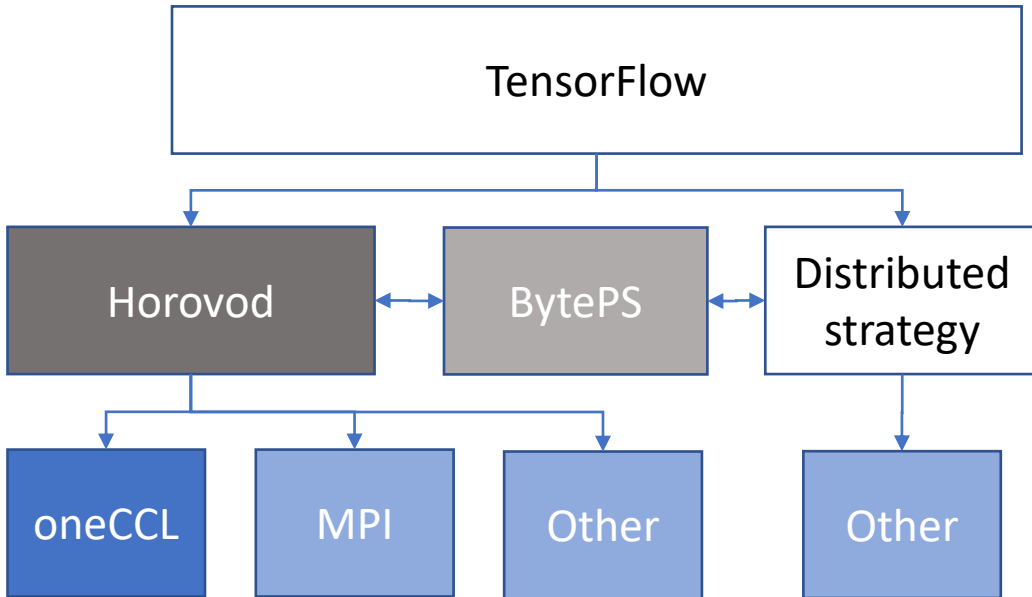 TensorFlow
Horovod
BytePS
Distributed
strategy
oneCCL
MPI
Other
Other